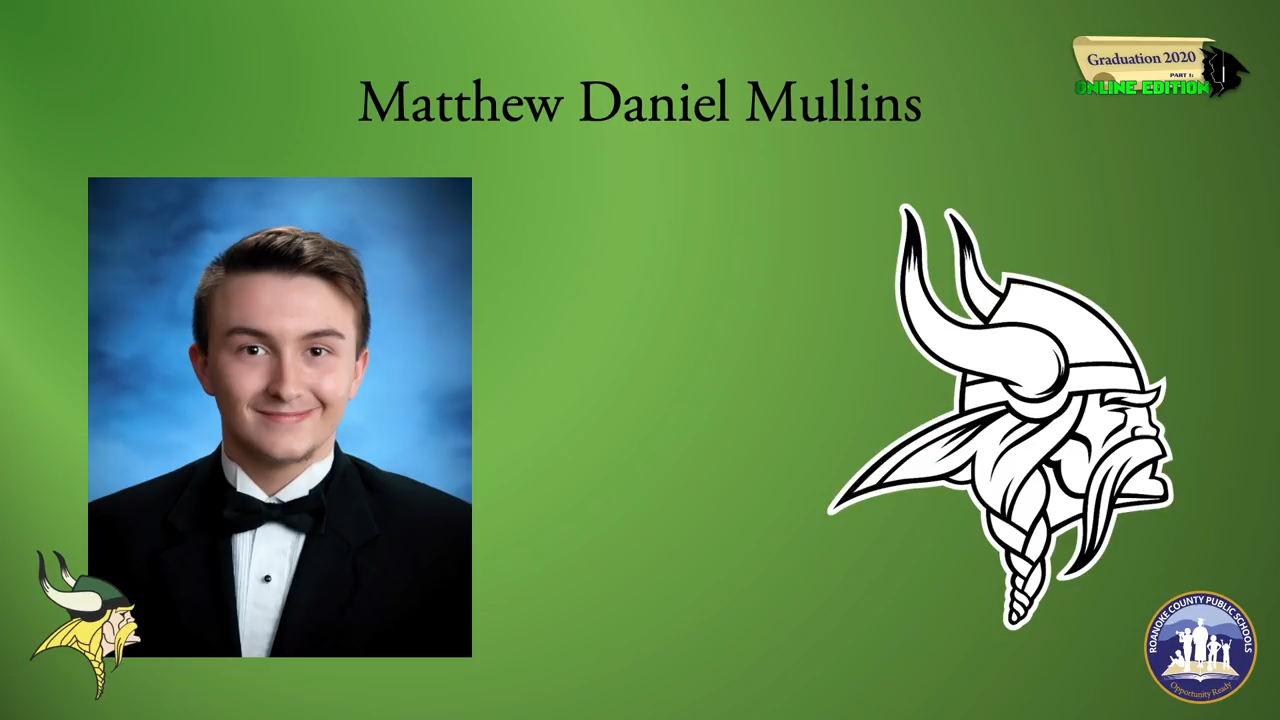 Graduation 2020
PART 1:
ONLINE EDITION
Matthew Daniel Mullins
ROANOKE COUNTY PUBLIC SCHOOLS
Opportunity Ready